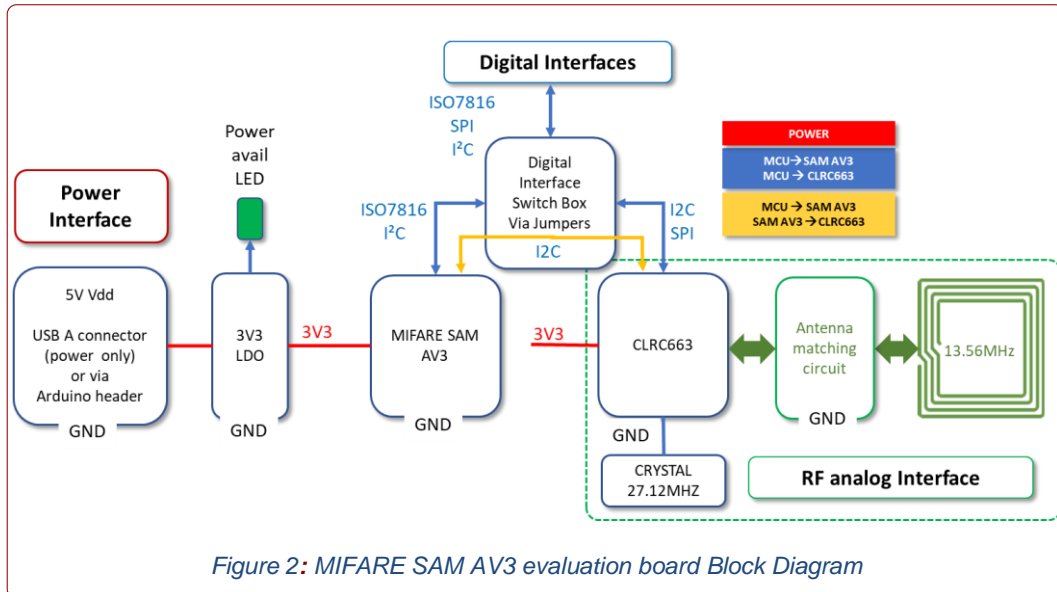 Digital Interfaces
ISO7816
SPI
I²C
Power
avail
LED
Power
Interface
Digital
Interface
Switch Box
Via Jumpers
POWER
MCU→SAM AV3
MCU → CLRC663
MCU → SAM AV3
SAM AV3 →CLRC663
ISO7816
I²C
I2C
SPI
I2C
5V Vdd
USB A connector
(power only)
or via
Arduino header
GND
3V3
LDO
GND
3V3
MIFARE SAM
AV3
GND
3V3
CLRC663
GND
Antenna
matching
circuit
GND
13.56MHz
CRYSTAL
27.12MHZ
RF analog Interface
Figure 2: MIFARE SAM AV3 evaluation board Block Diagram